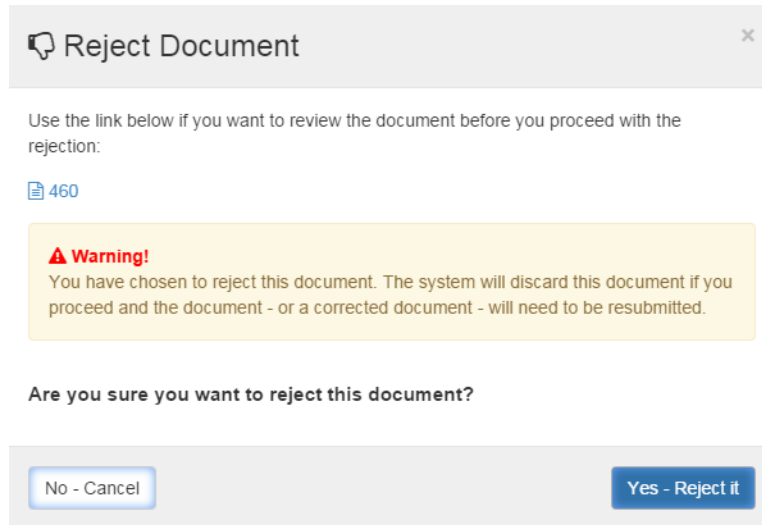 Reject Document
×
Use the link below if you want to review the document before you proceed with the
rejection:
460
Warning!
You have chosen to reject this document. The system will discard this document if you
proceed and the document - or a corrected document - will need to be resubmitted.
Are you sure you want to reject this document?
No - Cancel
Yes - Reject it